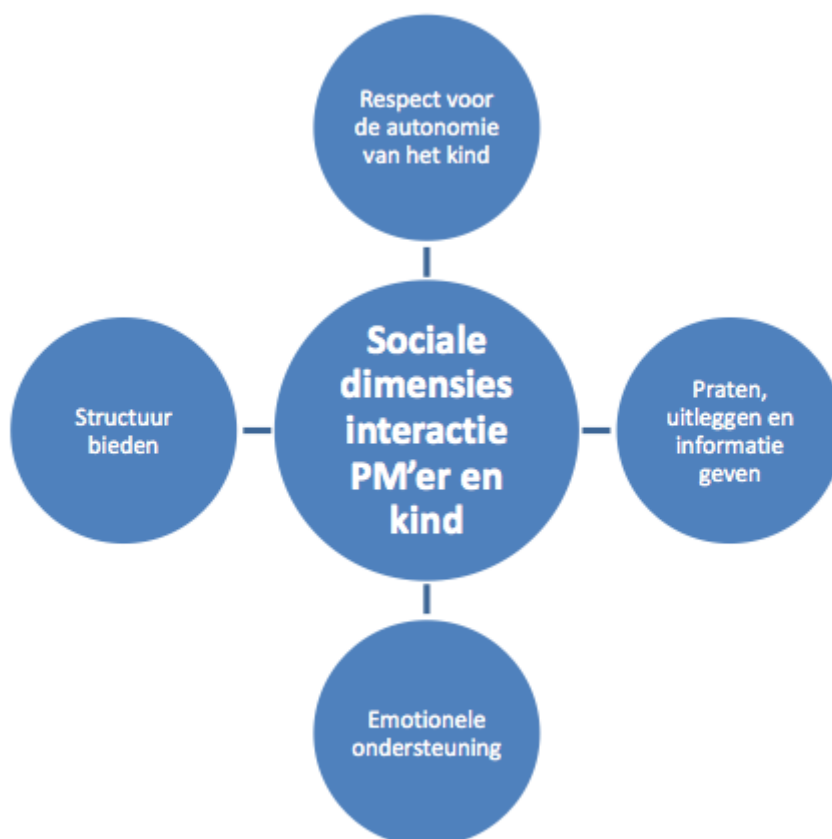 Respect voor
de autonomie
van het kind
Structuur
bieden
Sociale
dimensies
interactie
PM’er en
kind
Praten,
uitleggen en
informatie
geven
Emotionele
ondersteuning